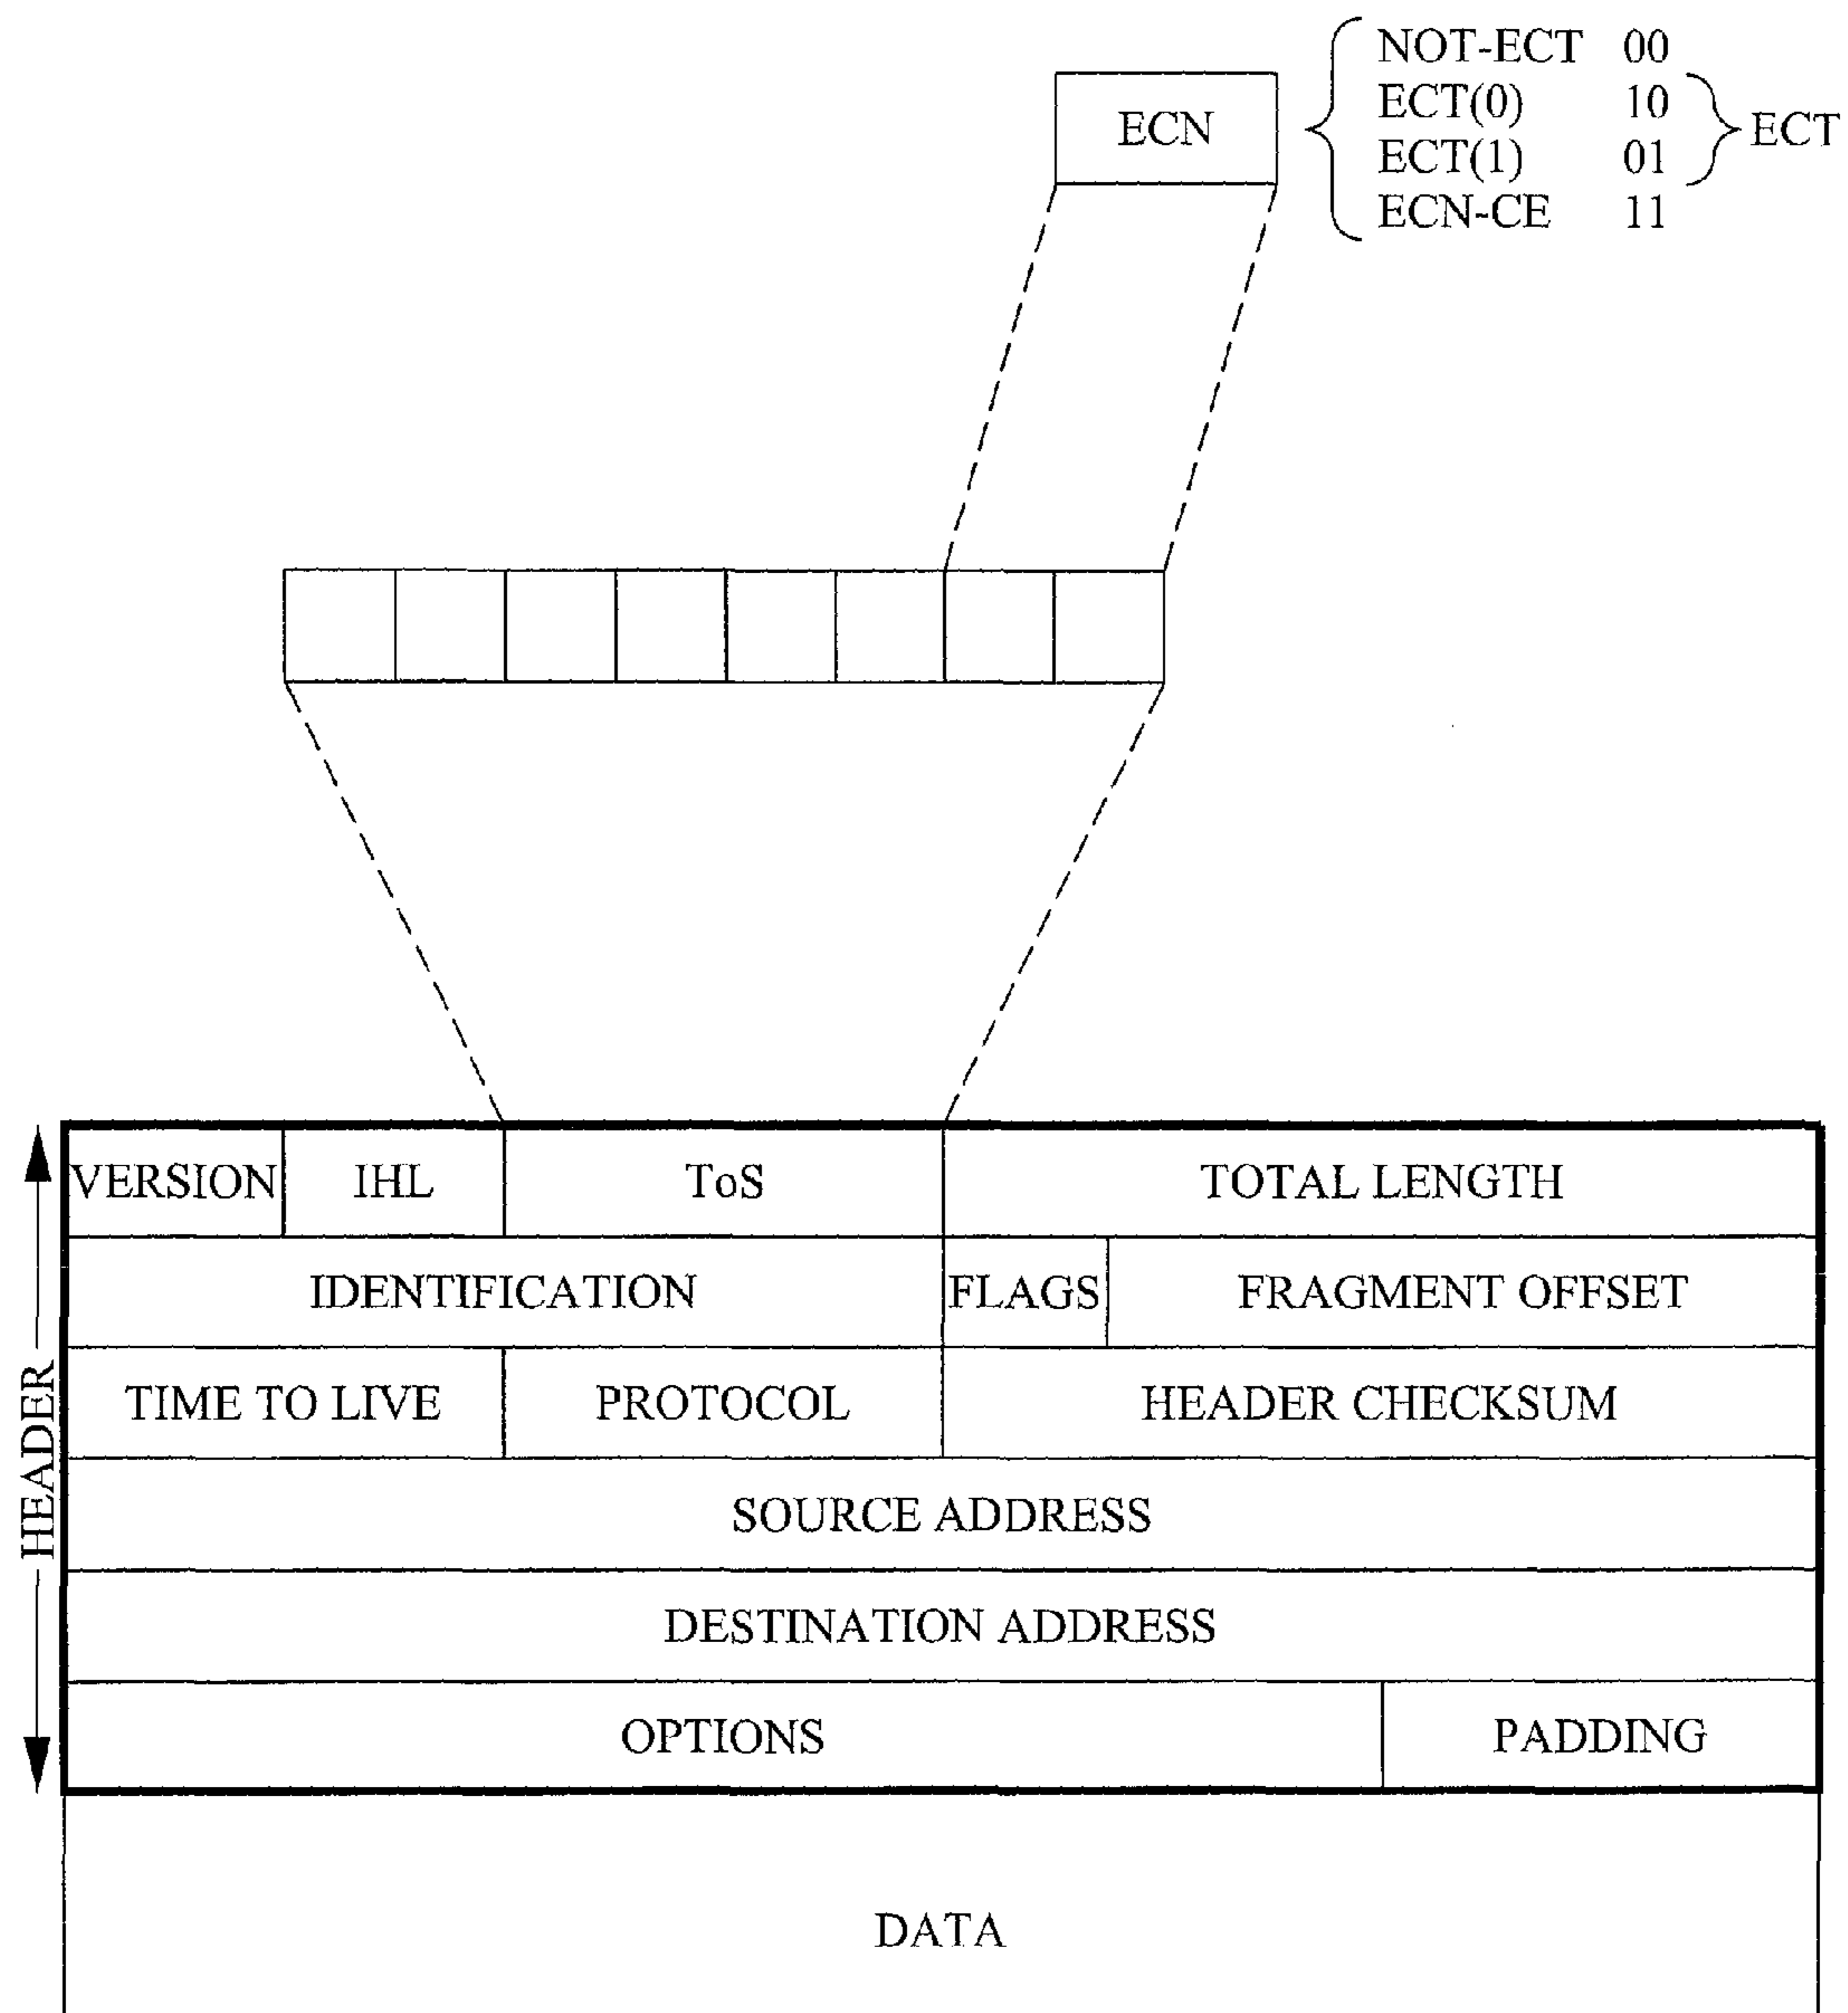 NOT-ECT 00
ECT(0) 10
ECT(1) 01
ECN-CE 11
ECT
ECN
VERSION IHL ToS TOTAL LENGTH
IDENTIFICATION FLAGS FRAGMENT OFFSET
TIME TO LIVE PROTOCOL HEADER CHECKSUM
SOURCE ADDRESS
DESTINATION ADDRESS
OPTIONS PADDING
HEADER
DATA